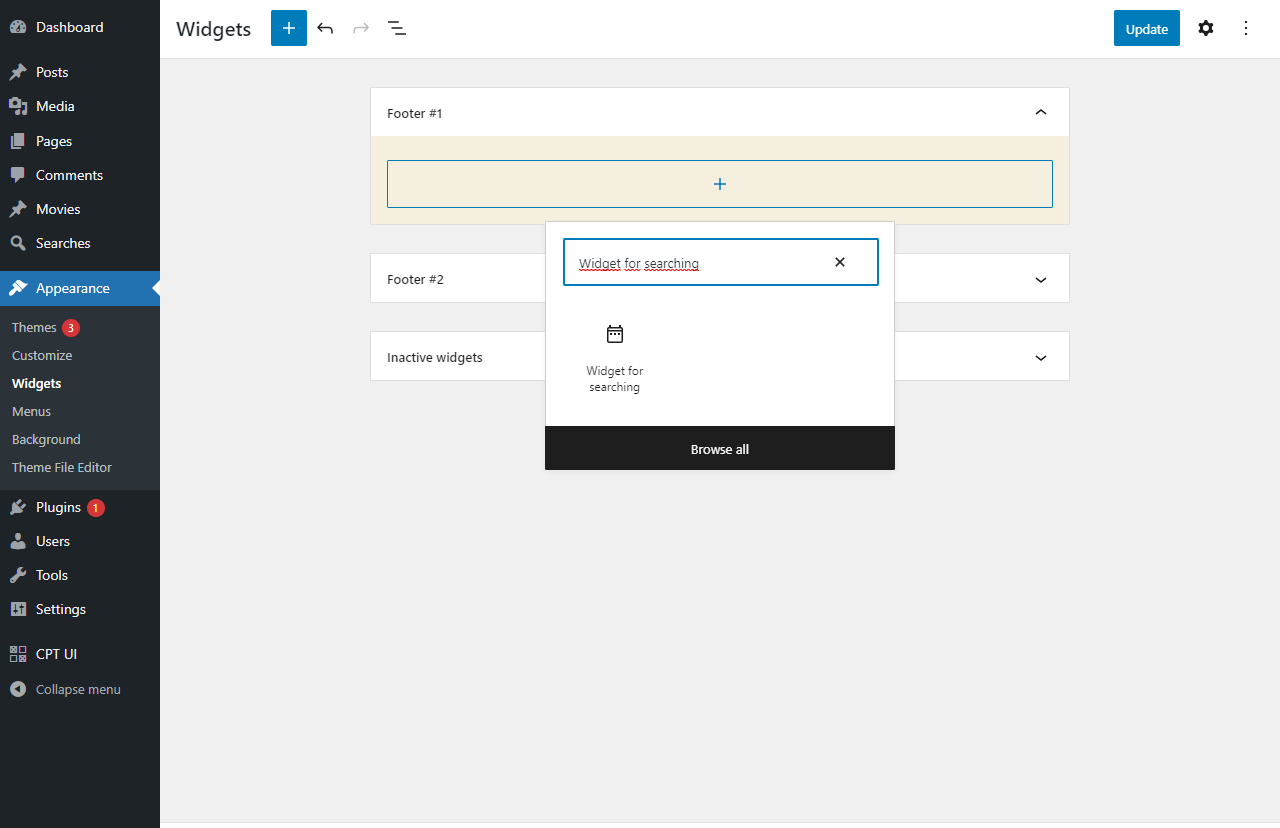 Dashboard
Posts
Media
Pages
Comments
Movies
Searches
Appearance
Themes 3
Customize
Widgets
Menus
Background
Theme File Editor
Plugins 1
Users
Tools
Settings
CPT UI
Collapse menu
Widgets
Update
Footer #1
Widget for searching
Widget for
searching
Browse all
Footer #2
Inactive widgets